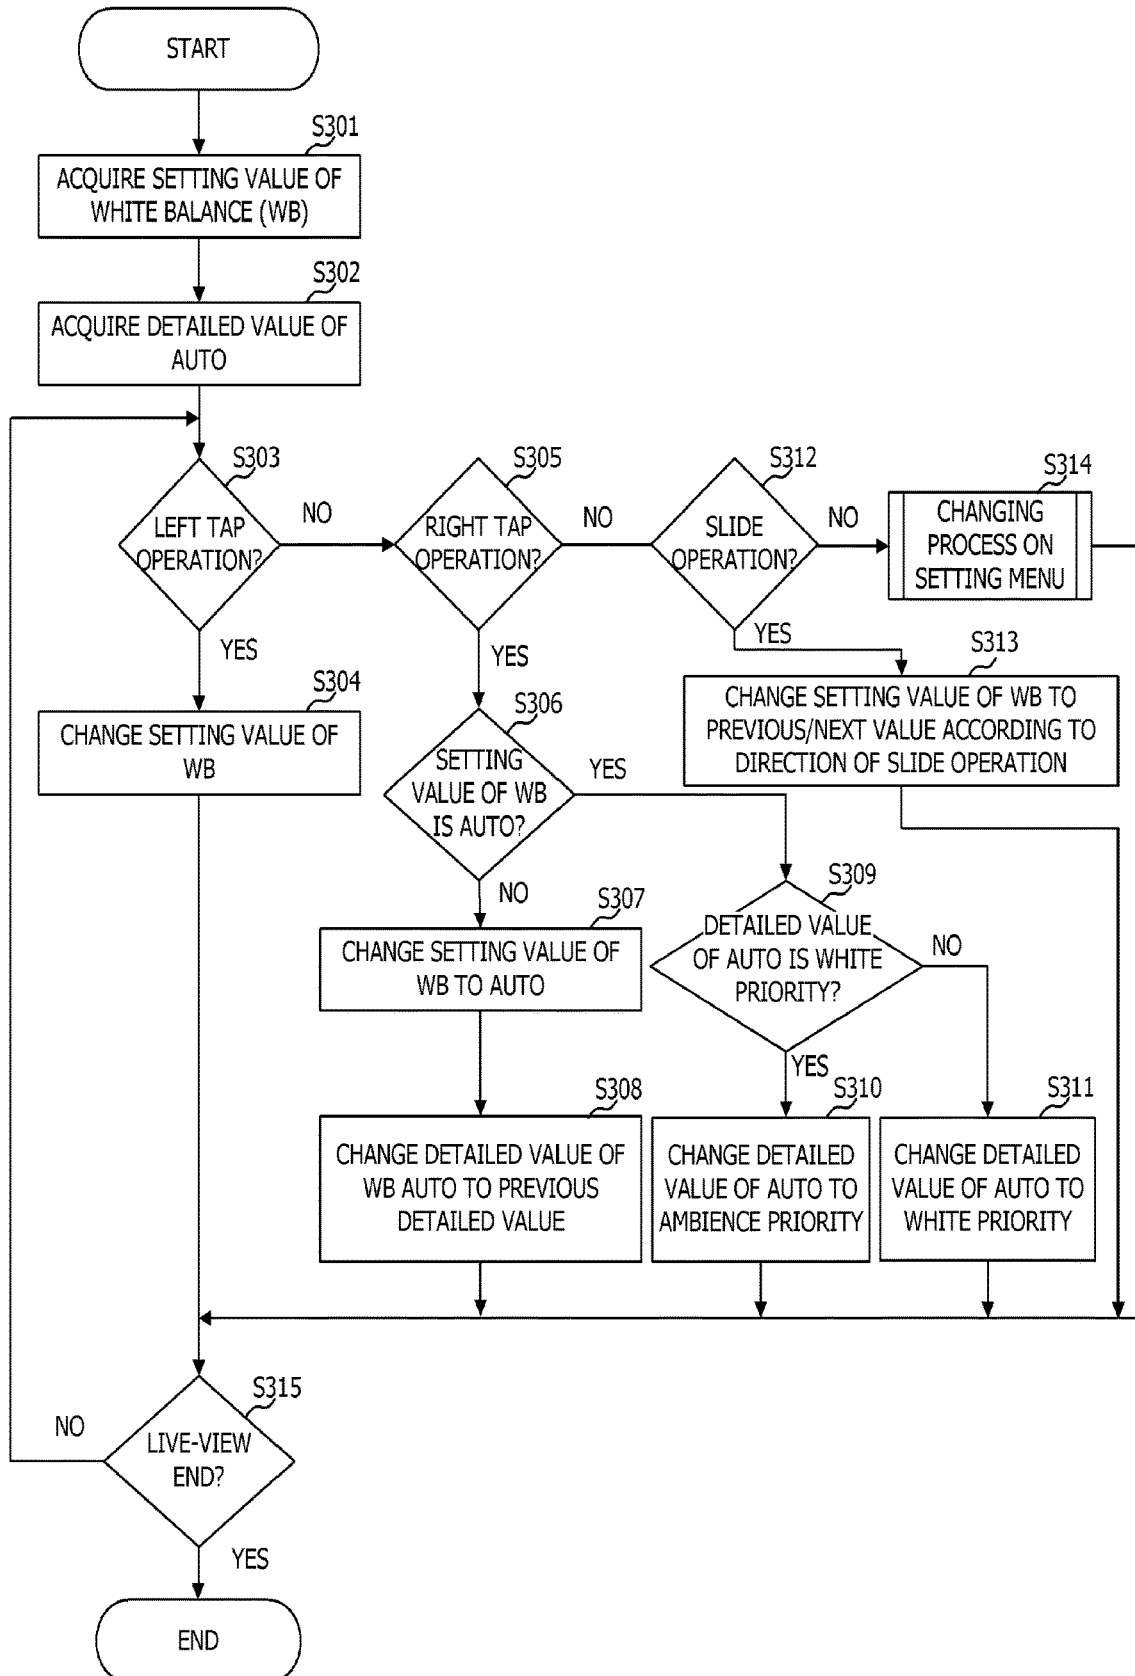 START
S301
ACQUIRE SETTING VALUE OF
WHITE BALANCE (WB)
S302
ACQUIRE DETAILED VALUE OF
AUTO
S303
LEFT TAP
OPERATION?
NO
YES
S305
RIGHT TAP
OPERATION?
NO
YES
S312
SLIDE
OPERATION?
NO
YES
S314
CHANGING
PROCESS ON
SETTING MENU
S304
CHANGE SETTING VALUE OF
WB
S306
SETTING
VALUE OF WB
IS AUTO?
YES
NO
S313
CHANGE SETTING VALUE OF WB TO
PREVIOUS/NEXT VALUE ACCORDING TO
DIRECTION OF SLIDE OPERATION
S307
CHANGE SETTING VALUE OF
WB TO AUTO
S309
DETAILED VALUE
OF AUTO IS WHITE
PRIORITY?
NO
YES
S308
CHANGE DETAILED VALUE OF
WB AUTO TO PREVIOUS
DETAILED VALUE
S310
CHANGE DETAILED
VALUE OF AUTO TO
AMBIENCE PRIORITY
S311
CHANGE DETAILED
VALUE OF AUTO TO
WHITE PRIORITY
S315
LIVE-VIEW
END?
NO
YES
END